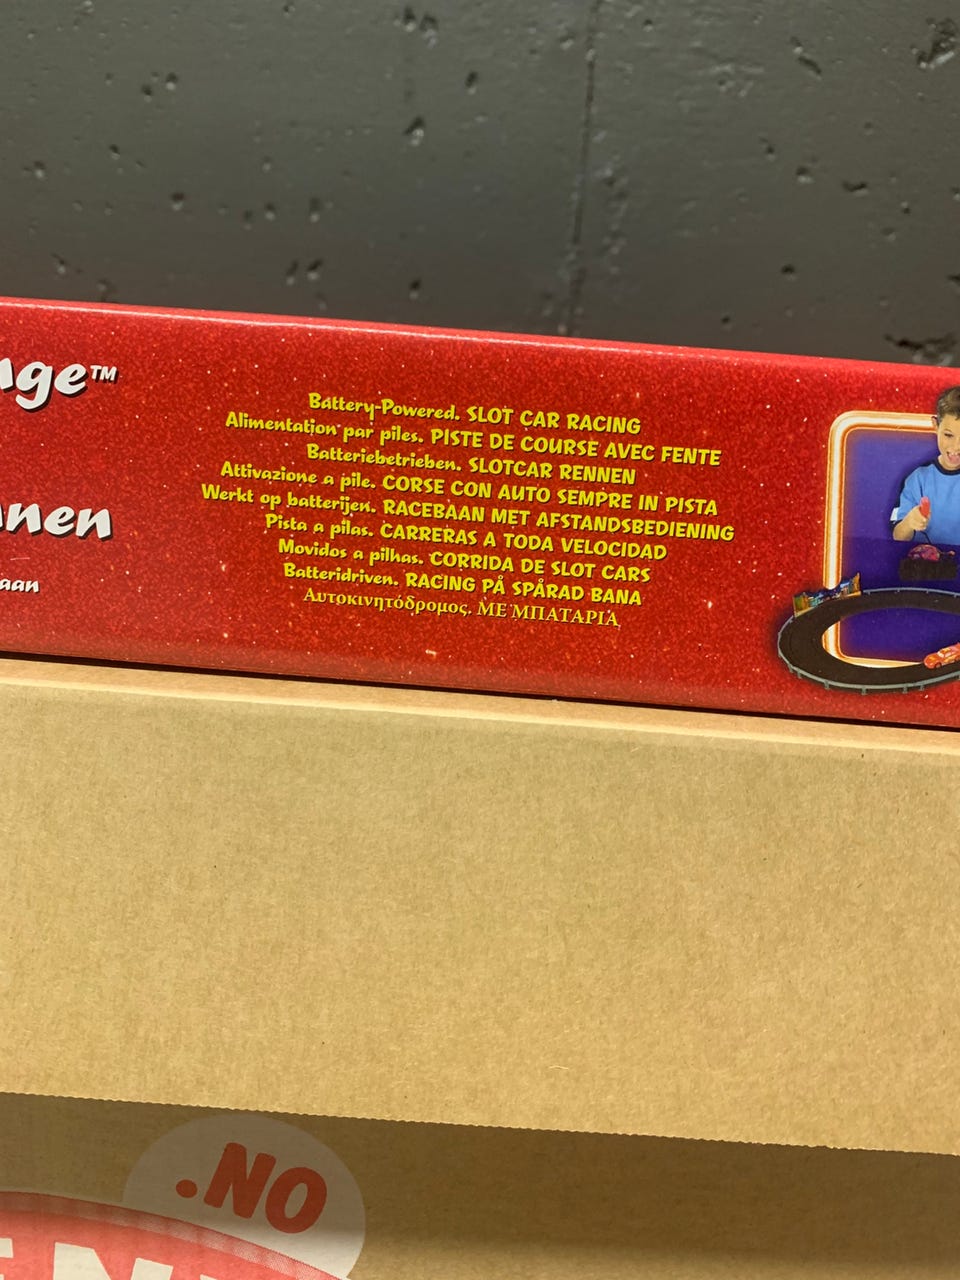 Battery-Powered. SLOT CAR RACING
Alimentation par piles. PISTE DE COURSE AVEC FENTE
Batteriebetrieben. SLOTCAR RENNEN
Attivazione a pile. CORSE CON AUTO SEMPRE IN PISTA
Werkt op batterijen. RACEBAAN MET AFSTANDSBEDIENING
Pista a pilas. CARRERAS A TODA VELOCIDAD
Movidos a pilhas. CORRIDA DE SLOT CARS
Batteridriven. RACING PÅ SPÅRAD BANA
Αυτοκινητόδρομος. ΜΕ ΜΠΑΤΑΡΙΑ
.NO